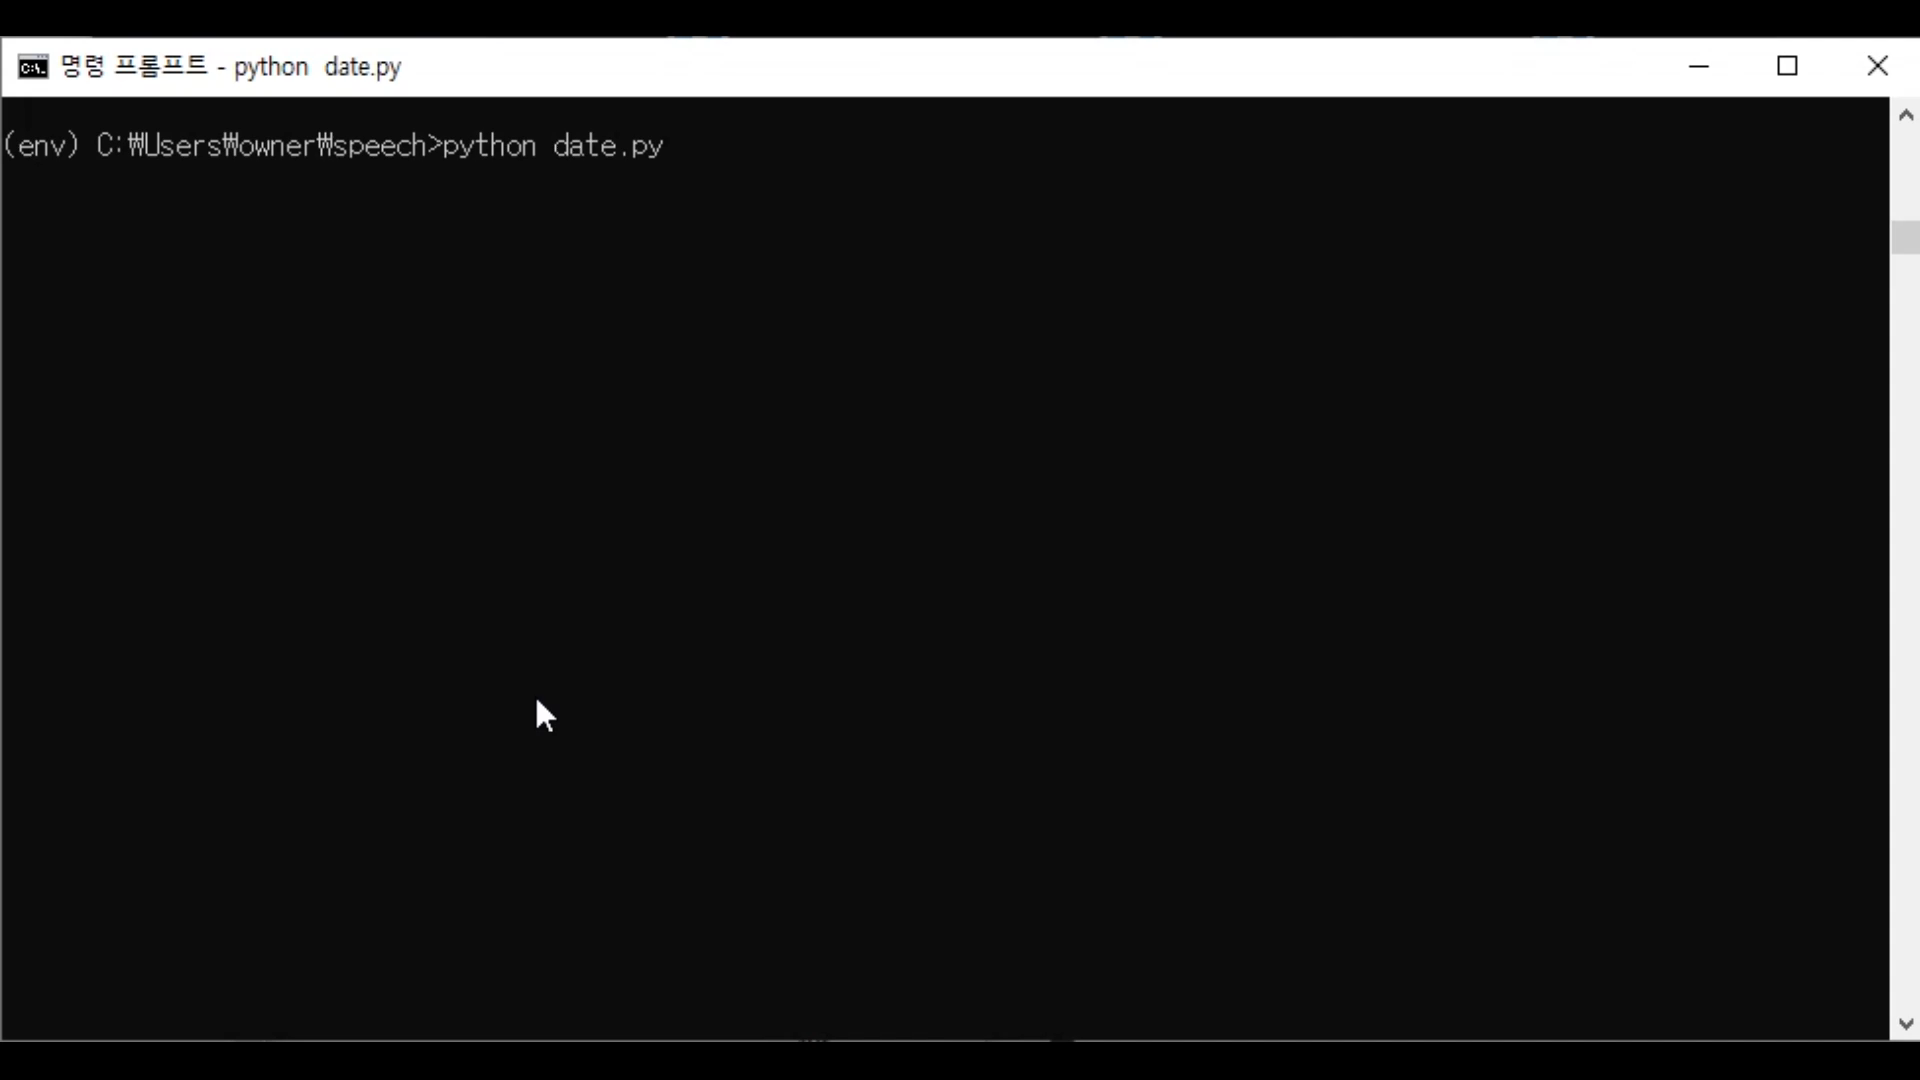 명령 프롬프트 - python  date.py
(env) C:₩Users₩owner₩speech>python date.py